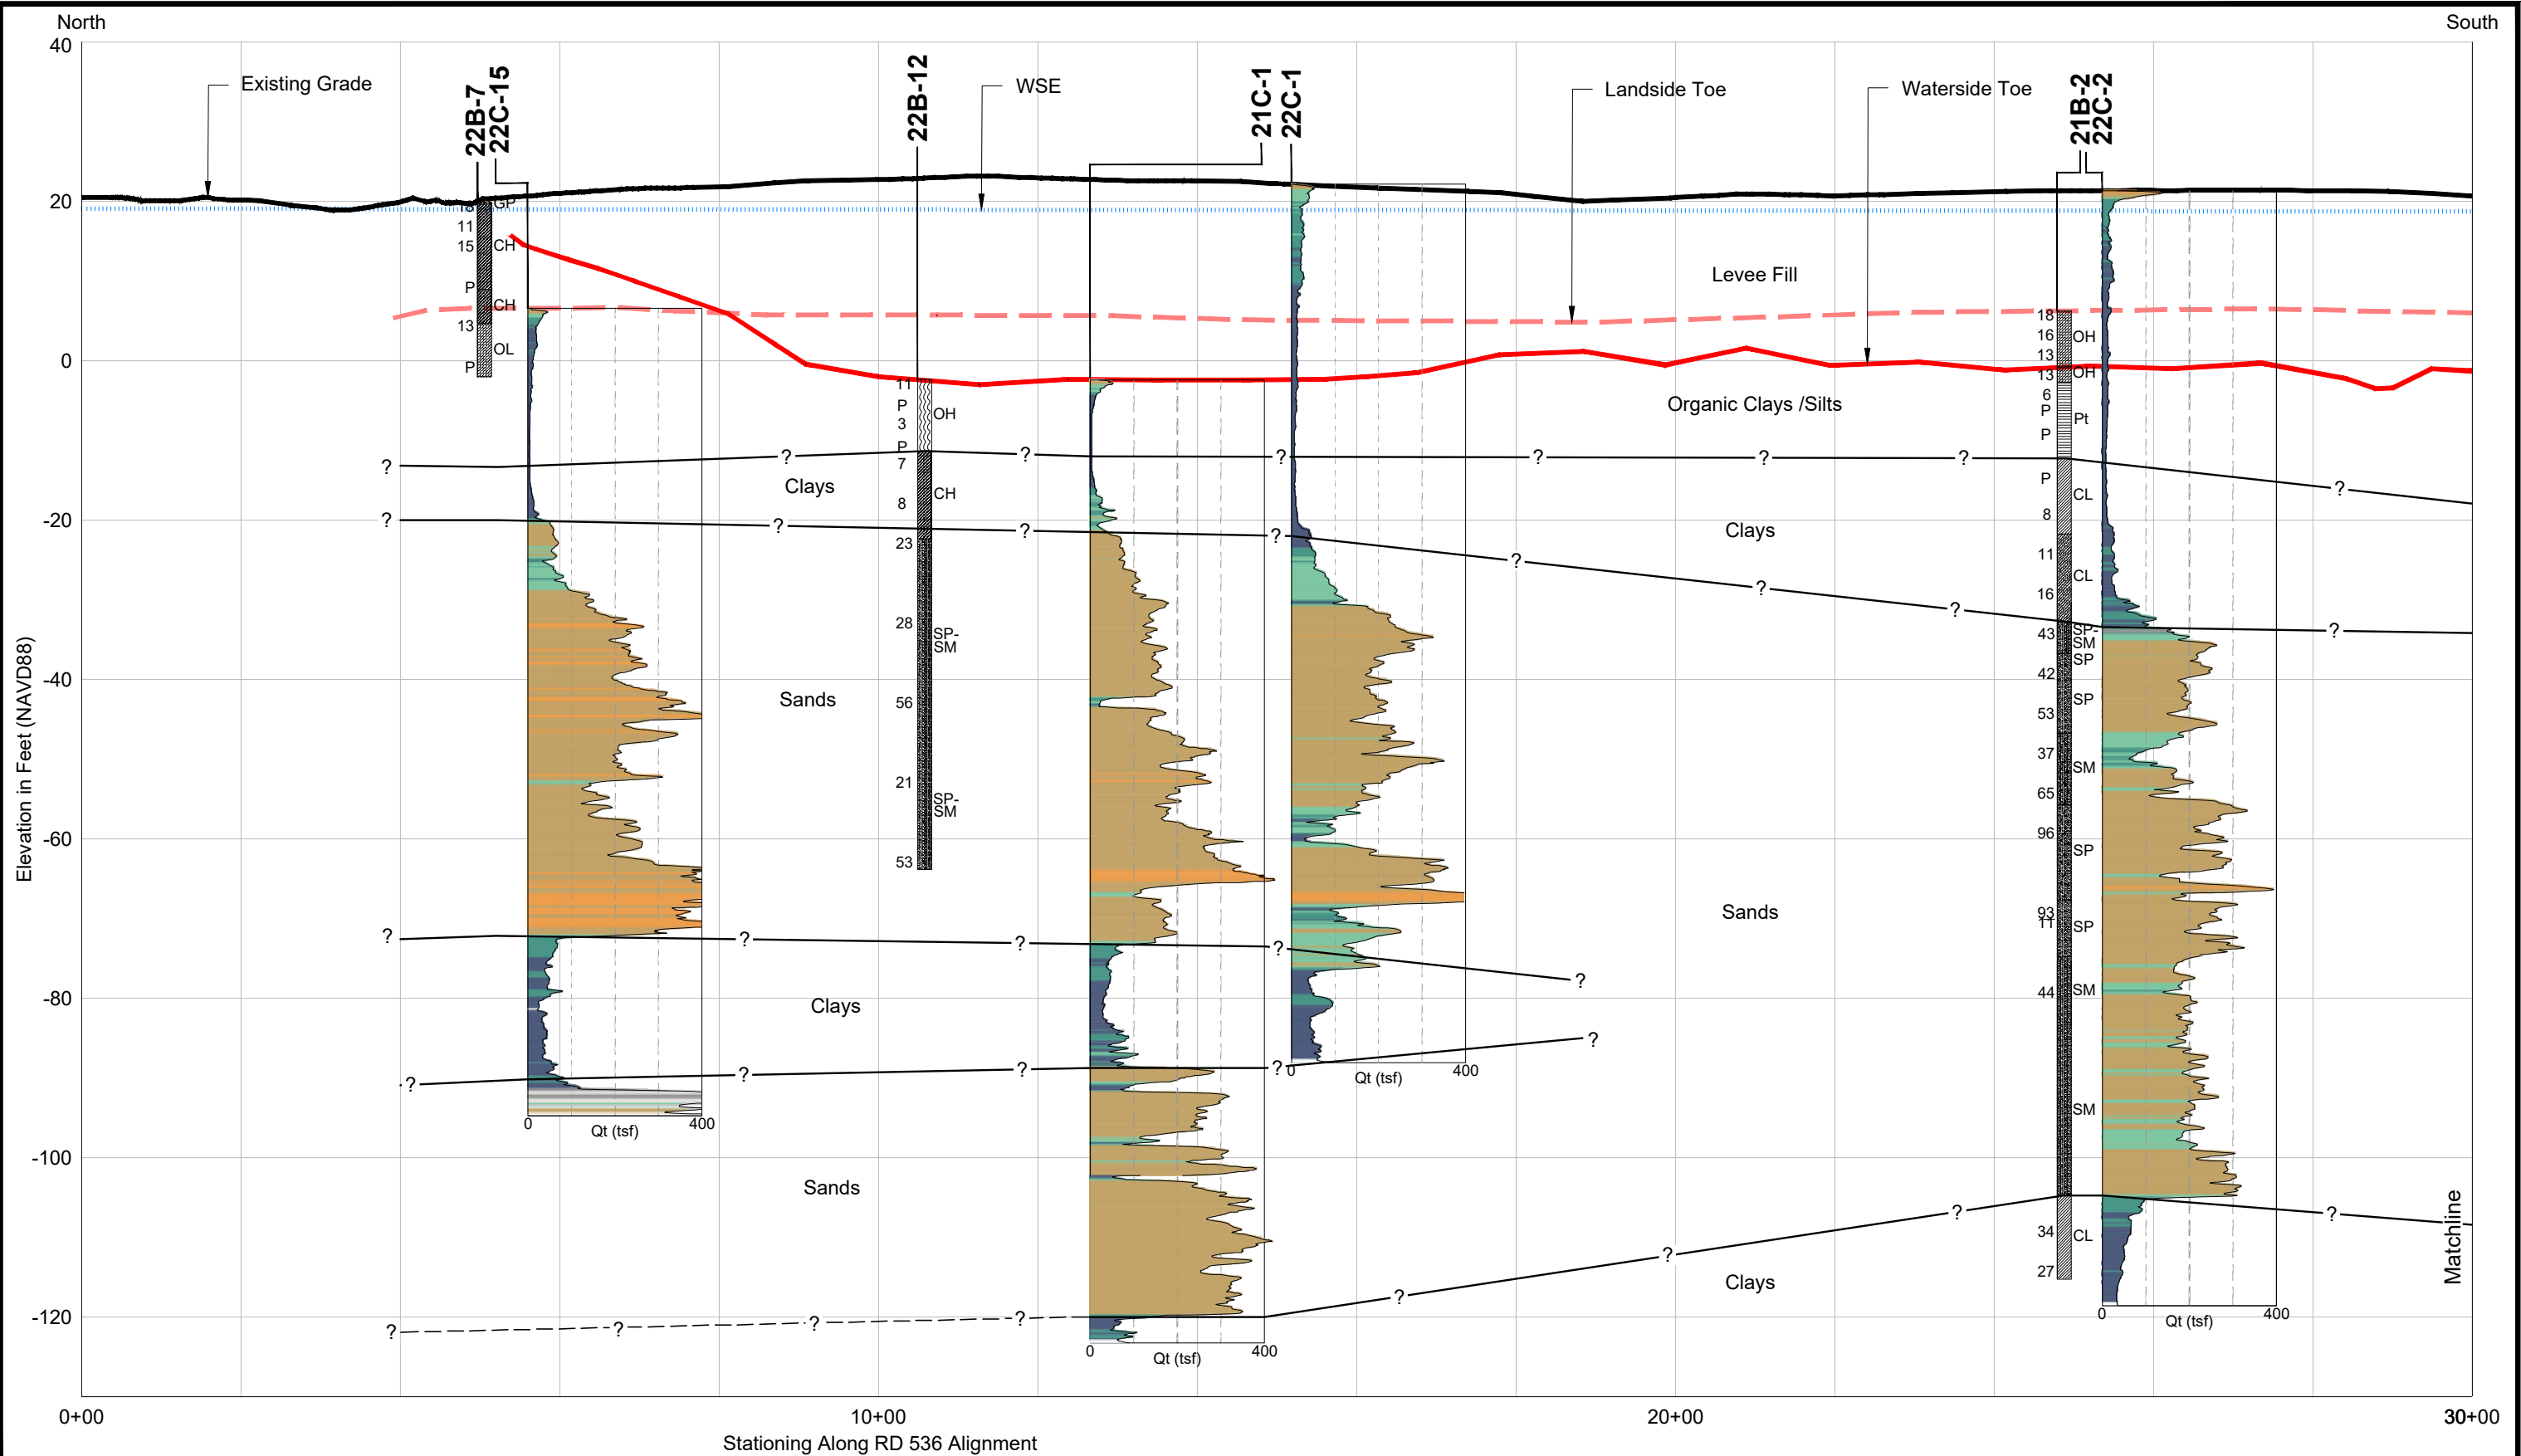 North
South
Existing Grade
22B-7
22C-15
22B-12
WSE
21C-1
22C-1
Landside Toe
Waterside Toe
21B-2
22C-2
40
20
0
-20
-40
-60
-80
-100
-120
Elevation in Feet (NAVD88)
GP
11
15
CH
P
CH
13
OL
P
Levee Fill
Organic Clays /Silts
11
P
3
OH
P
7
8
CH
23
28
SP-
SM
56
21
SP-
SM
53
18
16
OH
13
13
OH
6
P
Pt
P
P
CL
8
11
CL
16
43
SP-
SM
SP
42
SP
53
37
SM
65
96
SP
93
11
SP
44
SM
SM
34
CL
27
? ? ? ? ? ? ? ?
Clays
Clays
? ? ? ? ? ? ? ?
Sands
Sands
? ? ? ? ?
Clays
? ? ? ? ?
Sands
Clays
? ? ? ? ? ? ? ?
0 400
Qt (tsf)
0 400
Qt (tsf)
0 400
Qt (tsf)
0 400
Qt (tsf)
Matchline
0+00
10+00
20+00
30+00
Stationing Along RD 536 Alignment